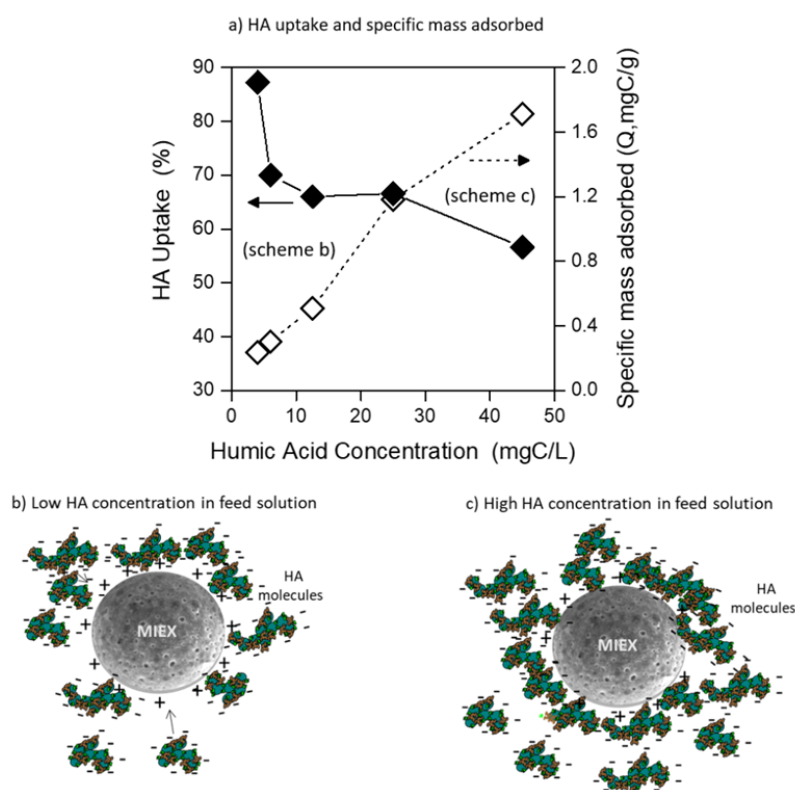 a) HA uptake and specific mass adsorbed
90
80
70
60
50
40
30
HA Uptake (%)
2.0
1.6
1.2
0.8
0.4
0.0
Specific mass adsorbed (Q,mgC/g)
(scheme b)
(scheme c)
0 10 20 30 40 50
Humic Acid Concentration (mgC/L)
b) Low HA concentration in feed solution
HA
molecules
MIEX
c) High HA concentration in feed solution
HA
molecules
MIEX